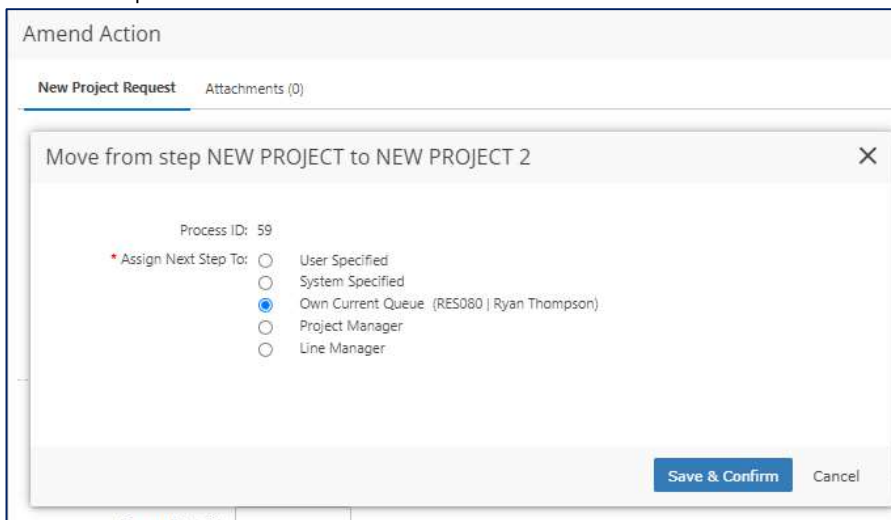 Amend Action
New Project Request Attachments (0)
Move from step NEW PROJECT to NEW PROJECT 2
Process ID: 59
* Assign Next Step To: User Specified
System Specified
Own Current Queue (RES080 | Ryan Thompson)
Project Manager
Line Manager
Save & Confirm Cancel